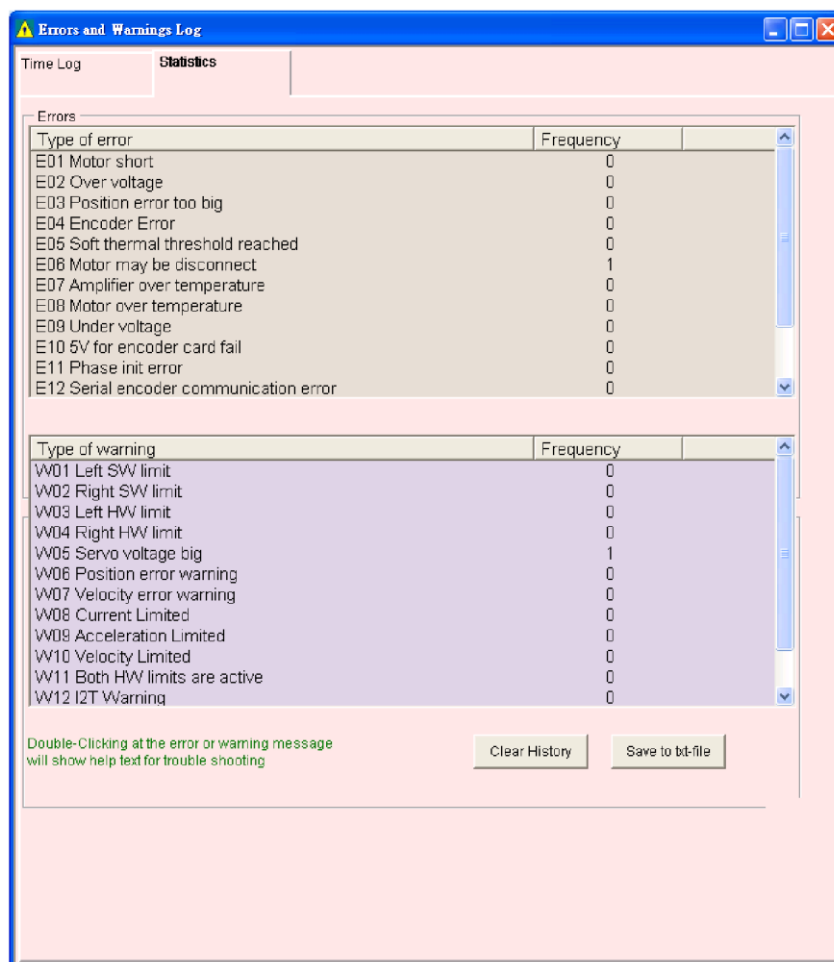 Errors and Warnings Log
Time Log Statistics
Errors
Type of error Frequency
E01 Motor short 0
E02 Over voltage 0
E03 Position error too big 0
E04 Encoder Error 0
E05 Soft thermal threshold reached 0
E06 Motor may be disconnect 1
E07 Amplifier over temperature 0
E08 Motor over temperature 0
E09 Under voltage 0
E10 5V for encoder card fail 0
E11 Phase init error 0
E12 Serial encoder communication error 0
Type of warning Frequency
W01 Left SW limit 0
W02 Right SW limit 0
W03 Left HW limit 0
W04 Right HW limit 0
W05 Servo voltage big 1
W06 Position error warning 0
W07 Velocity error warning 0
W08 Current Limited 0
W09 Acceleration Limited 0
W10 Velocity Limited 0
W11 Both HW limits are active 0
W12 I2T Warning 0
Double-Clicking at the error or warning message
will show help text for trouble shooting
Clear History Save to txt-file